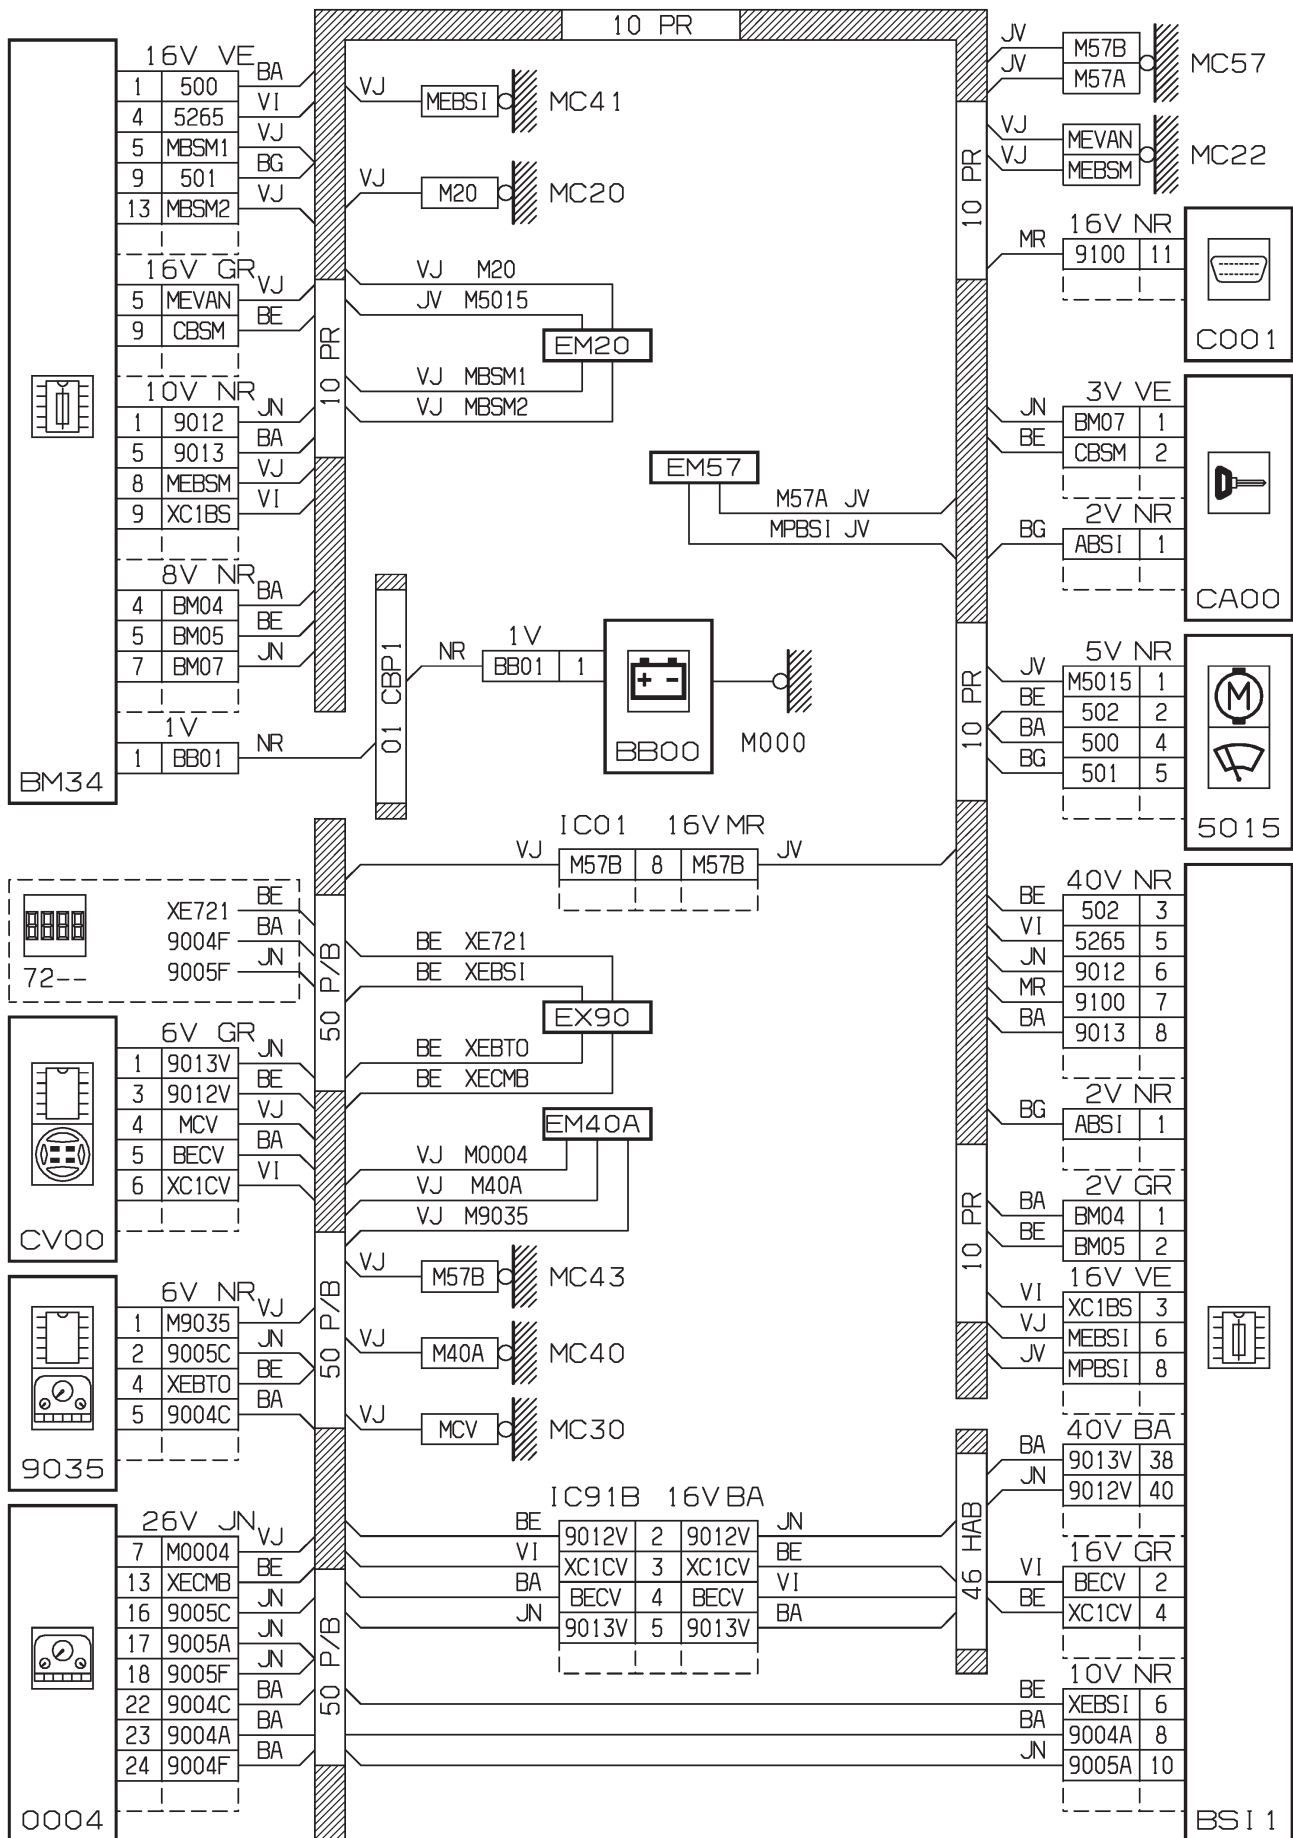 10 PR
16V VE
1 500 BA
4 5265 VI
5 MBSM1 VJ
9 501 BG
13 MBSM2 VJ
16V GR
5 MEVAN VJ
9 CBSM BE
10V NR
1 9012 JN
5 9013 BA
8 MEBSM VJ
9 XC1BS VI
8V NR
4 BM04 BA
5 BM05 BE
7 BM07 JN
1V
1 BB01 NR
BM34
10 PR
VJ MEBSI MC41
VJ M20 MC20
VJ M20
JV M5015
EM20
VJ MBSM1
VJ MBSM2
EM57
M57A JV
MPBSI JV
01 CBP1
NR
1V
BB01 1
BB00
M000
JV M57B
JV M57A
MC57
VJ MEVAN
VJ MEBSM
MC22
10 PR
16V NR
MR 9100 11
C001
3V VE
JN BM07 1
BE CBSM 2
2V NR
BG ABSI 1
CA00
10 PR
5V NR
JV M5015 1
BE 502 2
BA 500 4
BG 501 5
5015
IC01 16V MR
VJ M57B 8 M57B JV
XE721 BE
9004F BA
9005F JN
72--
50 P/B
BE XE721
BE XEBSI
EX90
BE XEBTO
BE XECMB
6V GR
1 9013V JN
3 9012V BE
4 MCV VJ
5 BECV BA
6 XC1CV VI
CV00
EM40A
VJ M0004
VJ M40A
VJ M9035
50 P/B
VJ M57B MC43
VJ M40A MC40
VJ MCV MC30
6V NR
1 M9035 VJ
2 9005C JN
4 XEBTO BE
5 9004C BA
9035
26V JN
7 M0004 VJ
13 XECMB BE
16 9005C JN
17 9005A JN
18 9005F JN
22 9004C BA
23 9004A BA
24 9004F BA
0004
50 P/B
IC91B 16V BA
BE 9012V 2 9012V JN
VI XC1CV 3 XC1CV BE
BA BECV 4 BECV VI
JN 9013V 5 9013V BA
46 HAB
40V NR
BE 502 3
VI 5265 5
JN 9012 6
MR 9100 7
BA 9013 8
2V NR
BG ABSI 1
10 PR
2V GR
BA BM04 1
BE BM05 2
16V VE
VI XC1BS 3
VJ MEBSI 6
JV MPBSI 8
40V BA
BA 9013V 38
JN 9012V 40
16V GR
VI BECV 2
BE XC1CV 4
10V NR
BE XEBSI 6
BA 9004A 8
JN 9005A 10
BSI1